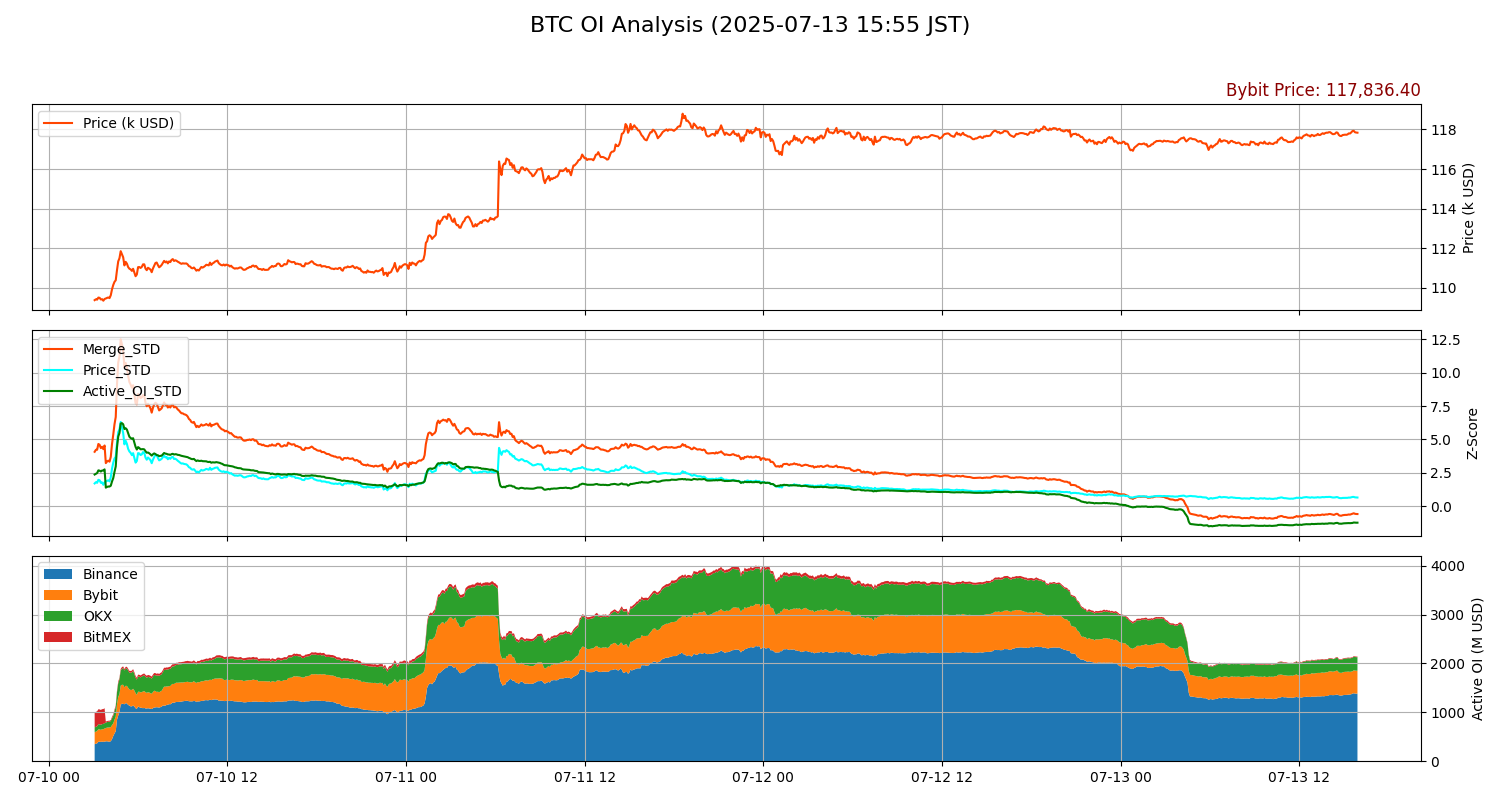 BTC OI Analysis (2025-07-13 15:55 JST)
Bybit Price: 117,836.40
Price (k USD)
118
116
114
112
110
Price (k USD)
Merge_STD
Price_STD
Active_OI_STD
12.5
10.0
7.5
5.0
2.5
0.0
Z-Score
Binance
Bybit
OKX
BitMEX
4000
3000
2000
1000
0
Active OI (M USD)
07-10 00 07-10 12 07-11 00 07-11 12 07-12 00 07-12 12 07-13 00 07-13 12